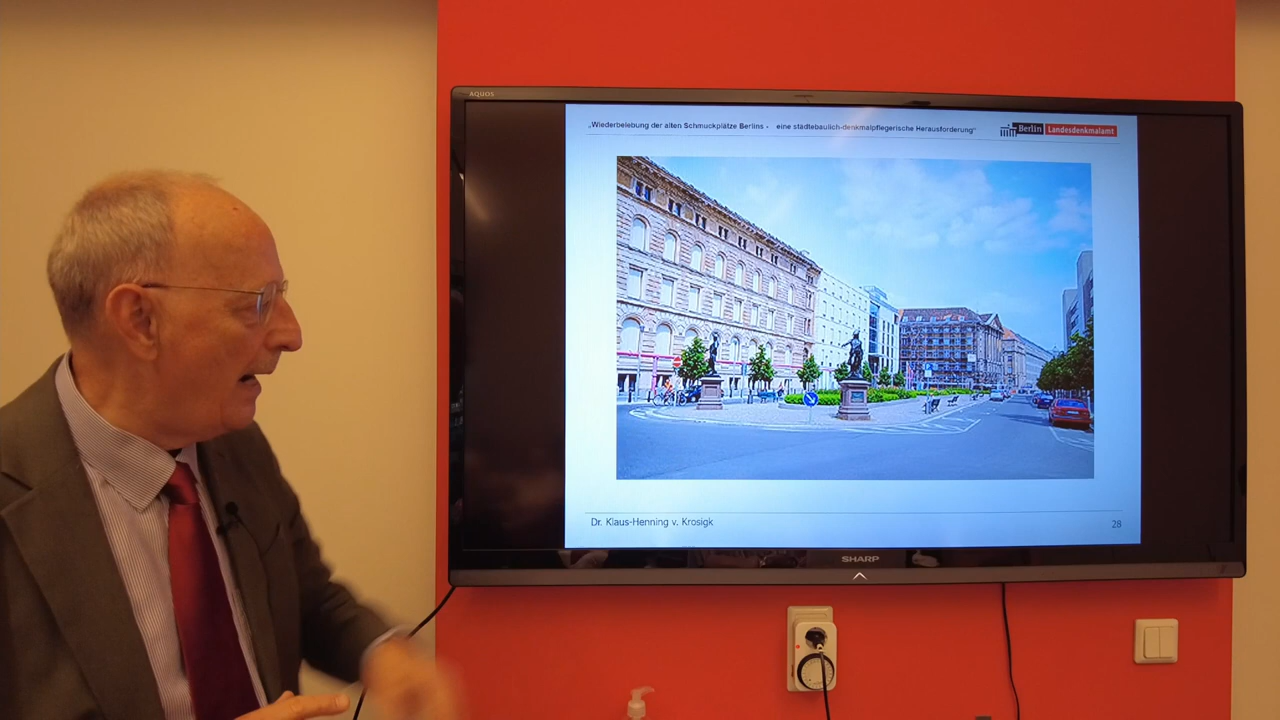 AQUOS
„Wiederbelebung der alten Schmuckplätze Berlins - eine städtebaulich-denkmalpflegerische Herausforderung“
Berlin Landesdenkmalamt
Dr. Klaus-Henning v. Krosigk
28
SHARP